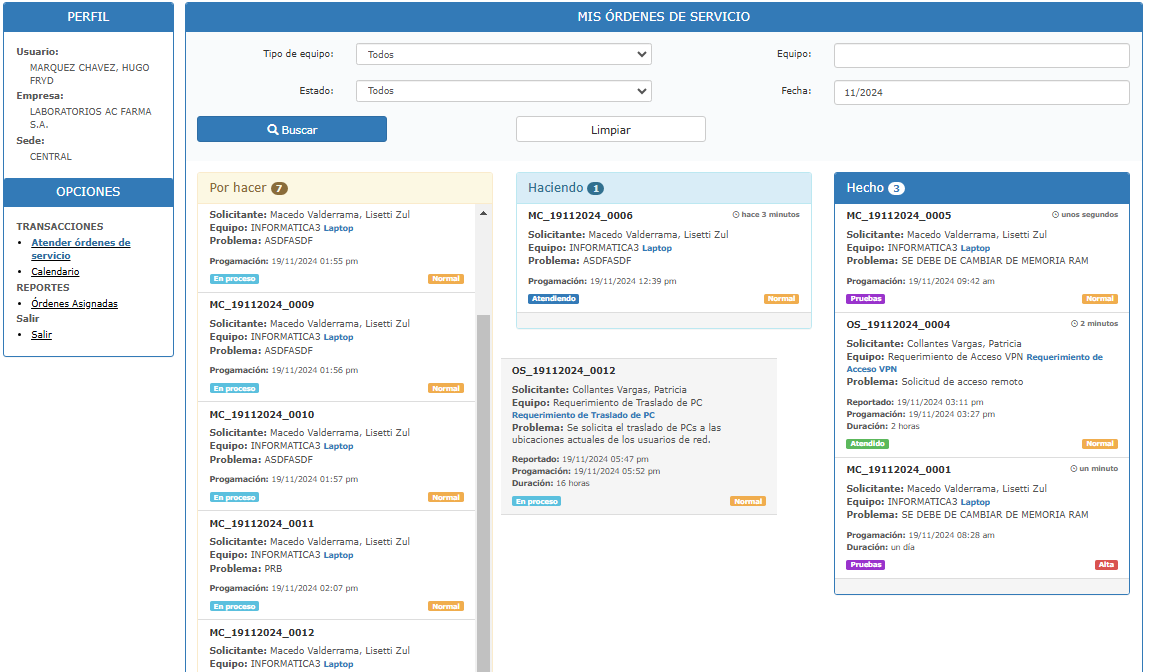 PERFIL
Usuario:
MARQUEZ CHAVEZ, HUGO
FRYD
Empresa:
LABORATORIOS AC FARMA
S.A.
Sede:
CENTRAL
OPCIONES
TRANSACCIONES
Atender órdenes de
servicio
Calendario
REPORTES
Órdenes Asignadas
Salir
Salir
MIS ÓRDENES DE SERVICIO
Tipo de equipo: Todos
Equipo:
Estado: Todos
Fecha: 11/2024
Buscar
Limpiar
Por hacer 7
Solicitante: Macedo Valderrama, Lisetti Zul
Equipo: INFORMATICA3 Laptop
Problema: ASDFASDF
Progamación: 19/11/2024 01:55 pm
En proceso Normal
MC_19112024_0009
Solicitante: Macedo Valderrama, Lisetti Zul
Equipo: INFORMATICA3 Laptop
Problema: ASDFASDF
Progamación: 19/11/2024 01:56 pm
En proceso Normal
MC_19112024_0010
Solicitante: Macedo Valderrama, Lisetti Zul
Equipo: INFORMATICA3 Laptop
Problema: ASDFASDF
Progamación: 19/11/2024 01:57 pm
En proceso Normal
MC_19112024_0011
Solicitante: Macedo Valderrama, Lisetti Zul
Equipo: INFORMATICA3 Laptop
Problema: PRB
Progamación: 19/11/2024 02:07 pm
En proceso Normal
MC_19112024_0012
Solicitante: Macedo Valderrama, Lisetti Zul
Equipo: INFORMATICA3 Laptop
Haciendo 1
MC_19112024_0006 hace 3 minutos
Solicitante: Macedo Valderrama, Lisetti Zul
Equipo: INFORMATICA3 Laptop
Problema: ASDFASDF
Progamación: 19/11/2024 12:39 pm
Atendiendo Normal
OS_19112024_0012
Solicitante: Collantes Vargas, Patricia
Equipo: Requerimiento de Traslado de PC
Requerimiento de Traslado de PC
Problema: Se solicita el traslado de PCs a las
ubicaciones actuales de los usuarios de red.
Reportado: 19/11/2024 05:47 pm
Progamación: 19/11/2024 05:52 pm
Duración: 16 horas
En proceso Normal
Hecho 3
MC_19112024_0005 unos segundos
Solicitante: Macedo Valderrama, Lisetti Zul
Equipo: INFORMATICA3 Laptop
Problema: SE DEBE DE CAMBIAR DE MEMORIA RAM
Progamación: 19/11/2024 09:42 am
Pruebas Normal
OS_19112024_0004 2 minutos
Solicitante: Collantes Vargas, Patricia
Equipo: Requerimiento de Acceso VPN Requerimiento de
Acceso VPN
Problema: Solicitud de acceso remoto
Reportado: 19/11/2024 03:11 pm
Progamación: 19/11/2024 03:27 pm
Duración: 2 horas
Atendido Normal
MC_19112024_0001 un minuto
Solicitante: Macedo Valderrama, Lisetti Zul
Equipo: INFORMATICA3 Laptop
Problema: SE DEBE DE CAMBIAR DE MEMORIA RAM
Progamación: 19/11/2024 08:28 am
Duración: un día
Pruebas Alta